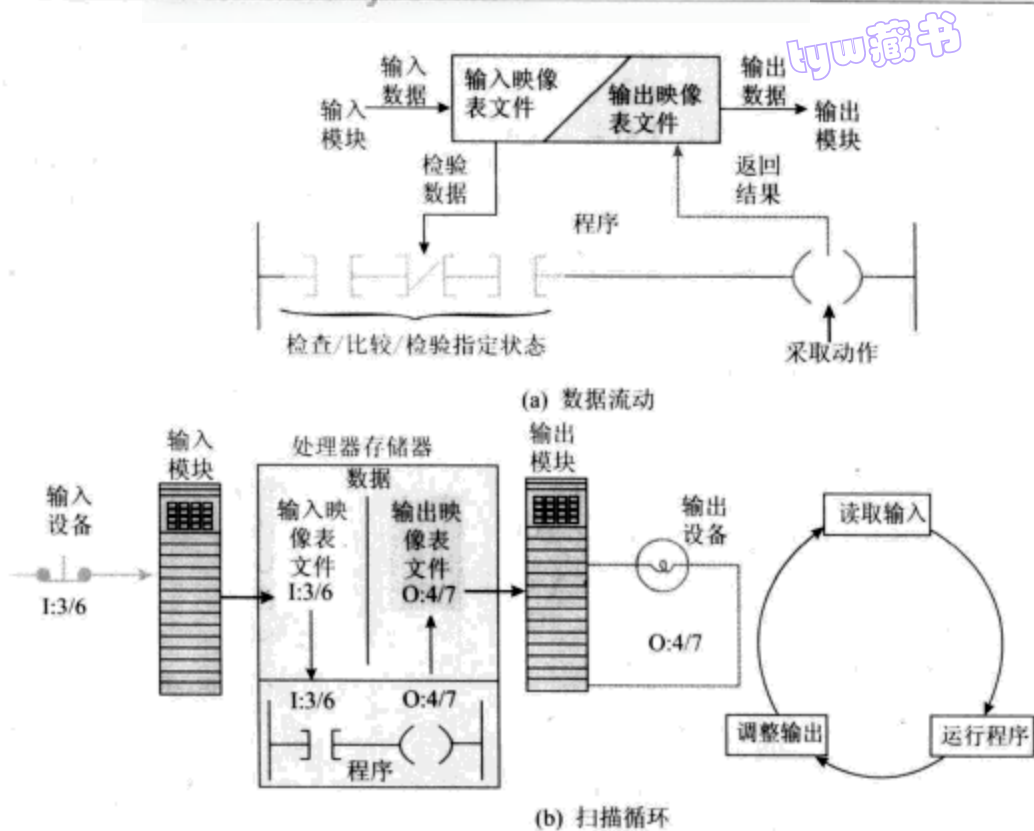 tyw藏书
输入
数据
输入
模块
输入映像
表文件
输出映像
表文件
输出
数据
输出
模块
检验
数据
返回
结果
程序
检查/比较/检验指定状态
采取动作
(a) 数据流动
输入
设备
I:3/6
输入
模块
处理器存储器
数据
输入映
像表
文件
I:3/6
输出映
像表
文件
O:4/7
I:3/6
O:4/7
程序
输出
模块
输出
设备
O:4/7
读取输入
调整输出
运行程序
(b) 扫描循环